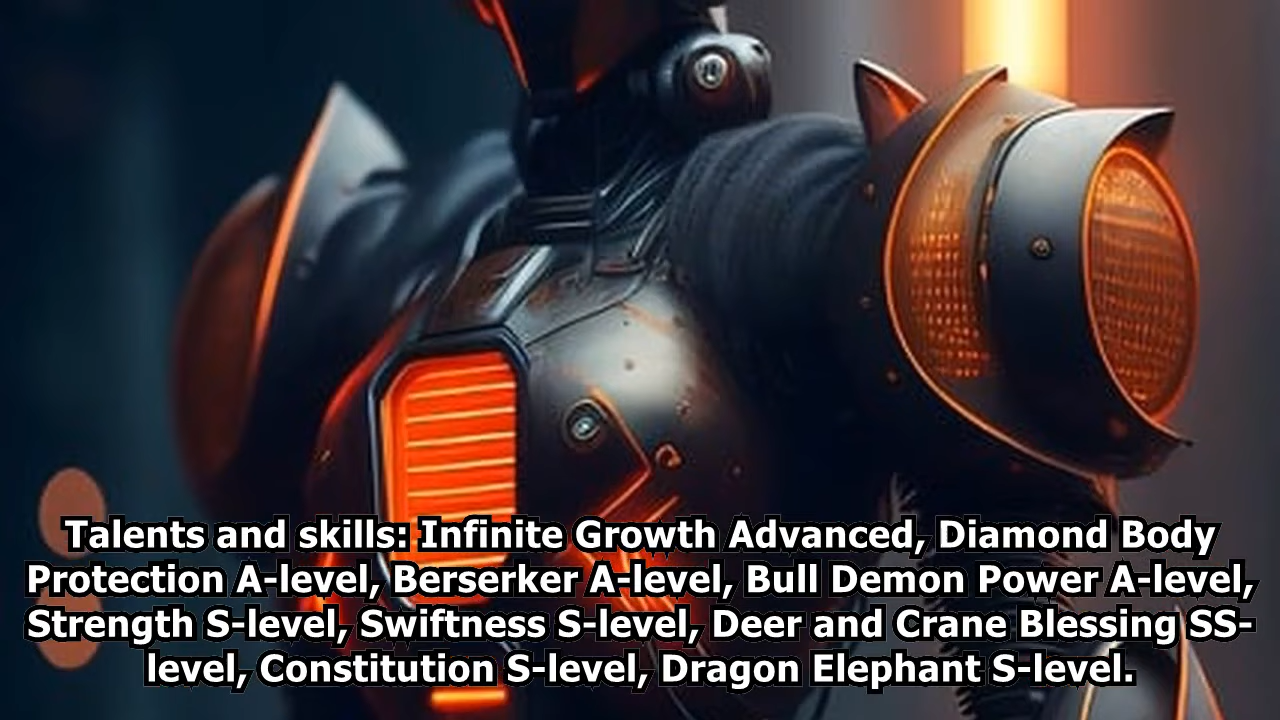 Talents and skills: Infinite Growth Advanced, Diamond Body
Protection A-level, Berserker A-level, Bull Demon Power A-level,
Strength S-level, Swiftness S-level, Deer and Crane Blessing SS-
level, Constitution S-level, Dragon Elephant S-level.